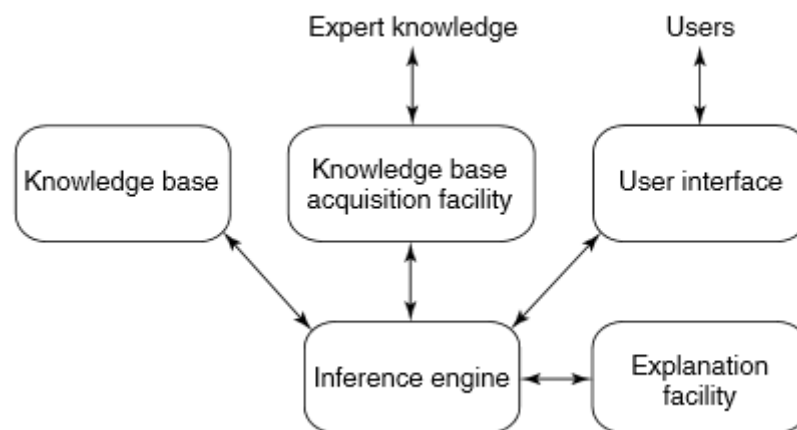 Expert knowledge
Users
Knowledge base
Knowledge base
acquisition facility
User interface
Inference engine
Explanation
facility